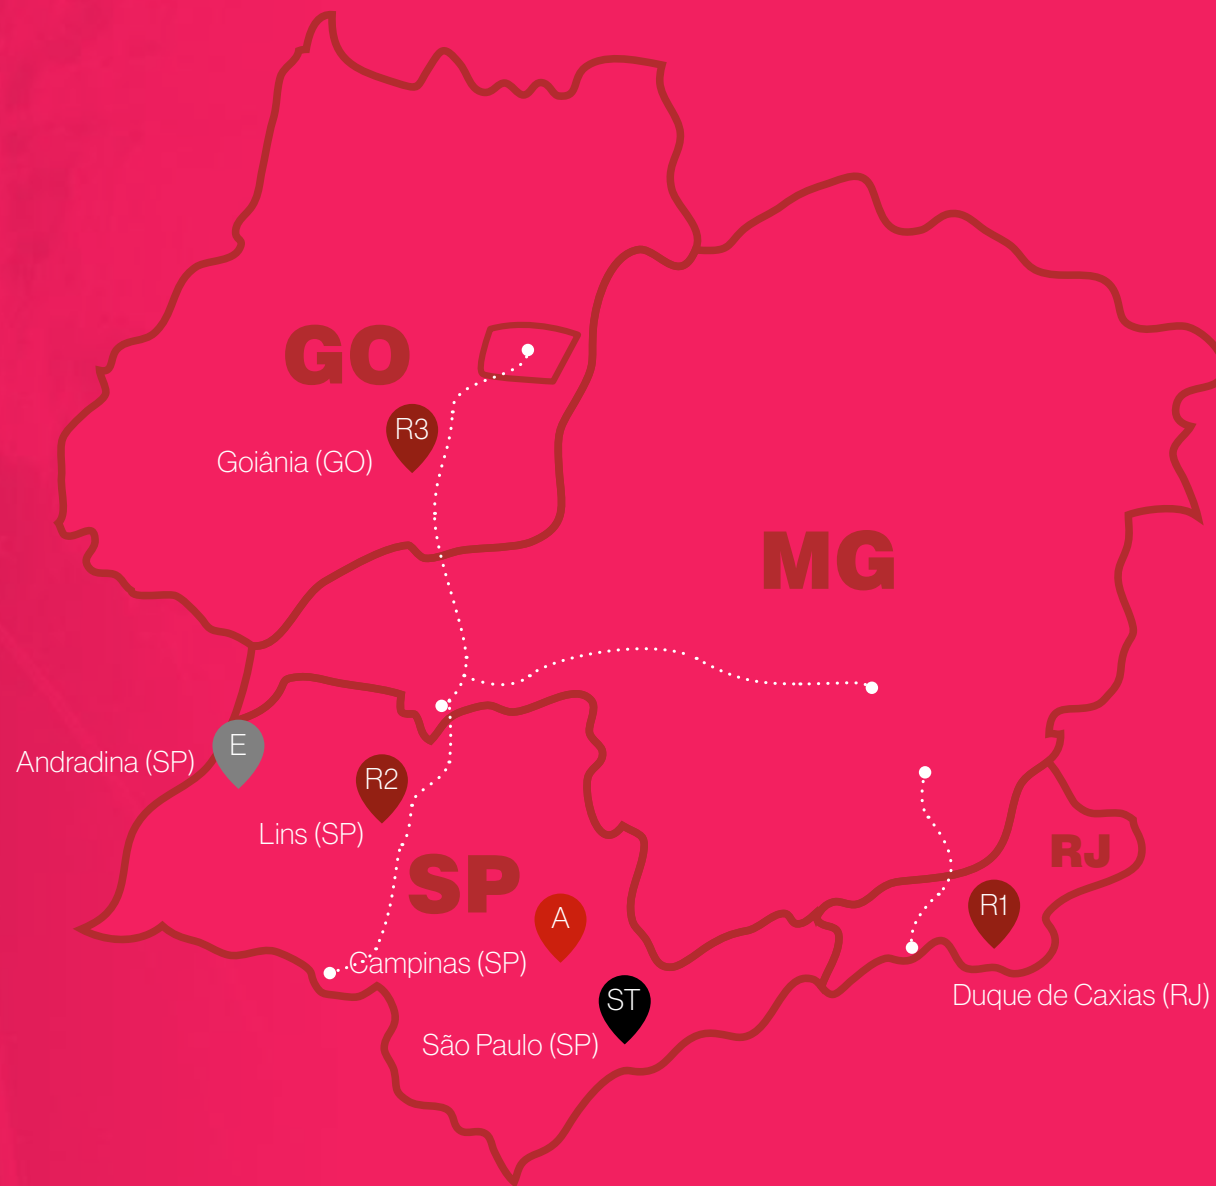 GO
R3
Goiânia (GO)
MG
E
Andradina (SP)
R2
Lins (SP)
SP
RJ
R1
A
Campinas (SP)
Duque de Caxias (RJ)
ST
São Paulo (SP)